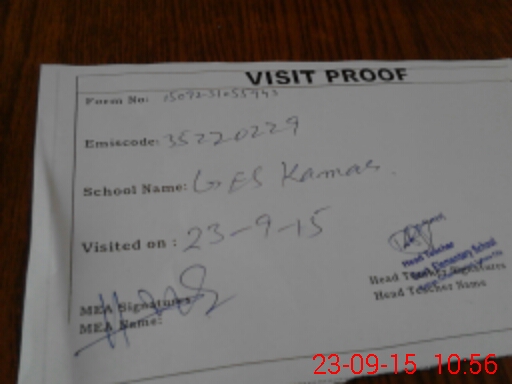 VISIT PROOF
Form No:
Emiscode: 35220229
School Name: GES Kamas.
Visited on : 23-9-15
Head Teacher
Elementary School
MEA Signatures
Head Teacher Signatures
MEA Name:
Head Teacher Name
23-09-15 10:56